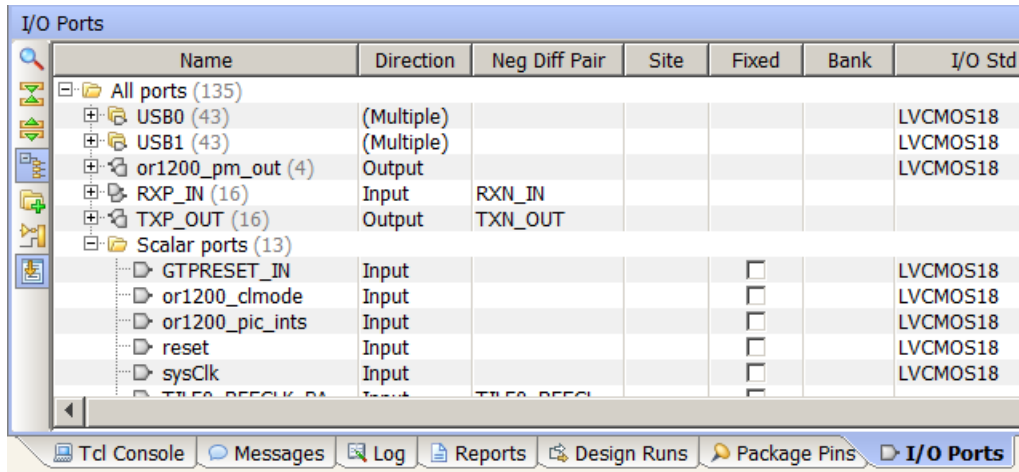 I/O Ports
Name Direction Neg Diff Pair Site Fixed Bank I/O Std
All ports (135)
USB0 (43) (Multiple) LVCMOS18
USB1 (43) (Multiple) LVCMOS18
or1200_pm_out (4) Output LVCMOS18
RXP_IN (16) Input RXN_IN
TXP_OUT (16) Output TXN_OUT
Scalar ports (13)
GTPRESET_IN Input LVCMOS18
or1200_clmode Input LVCMOS18
or1200_pic_ints Input LVCMOS18
reset Input LVCMOS18
sysClk Input LVCMOS18
Input
Tcl Console Messages Log Reports Design Runs Package Pins I/O Ports